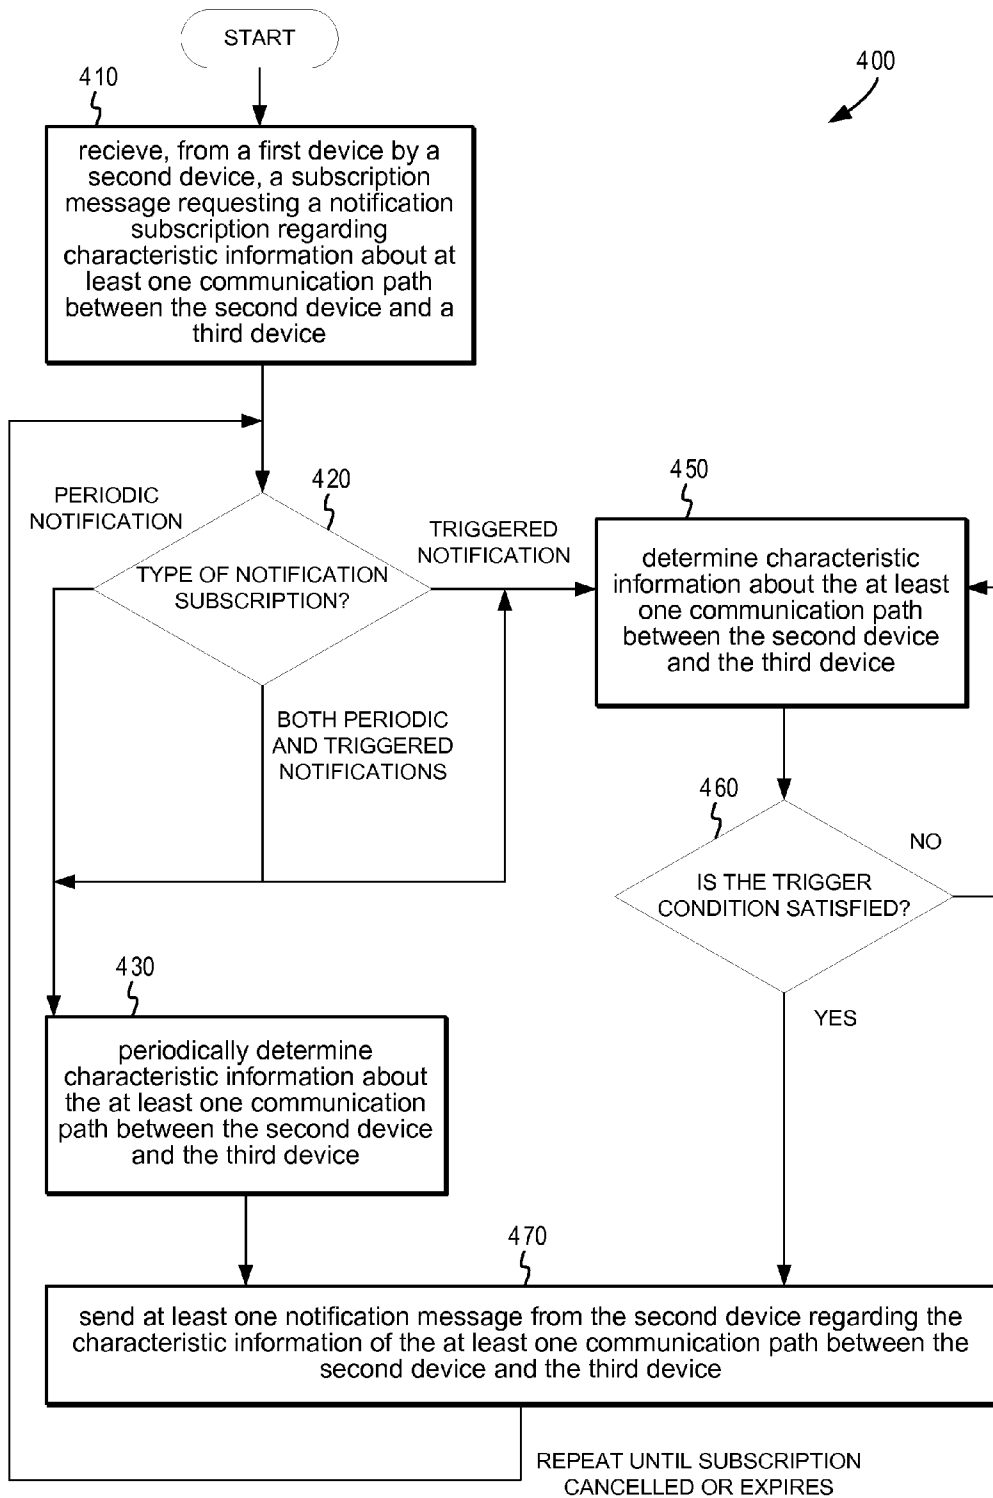 START
400
410
recieve, from a first device by a
second device, a subscription
message requesting a notification
subscription regarding
characteristic information about at
least one communication path
between the second device and a
third device
420
PERIODIC
NOTIFICATION
TYPE OF NOTIFICATION
SUBSCRIPTION?
TRIGGERED
NOTIFICATION
BOTH PERIODIC
AND TRIGGERED
NOTIFICATIONS
450
determine characteristic
information about the at least
one communication path
between the second device
and the third device
460
IS THE TRIGGER
CONDITION SATISFIED?
NO
YES
430
periodically determine
characteristic information about
the at least one communication
path between the second device
and the third device
470
send at least one notification message from the second device regarding the
characteristic information of the at least one communication path between the
second device and the third device
REPEAT UNTIL SUBSCRIPTION
CANCELLED OR EXPIRES